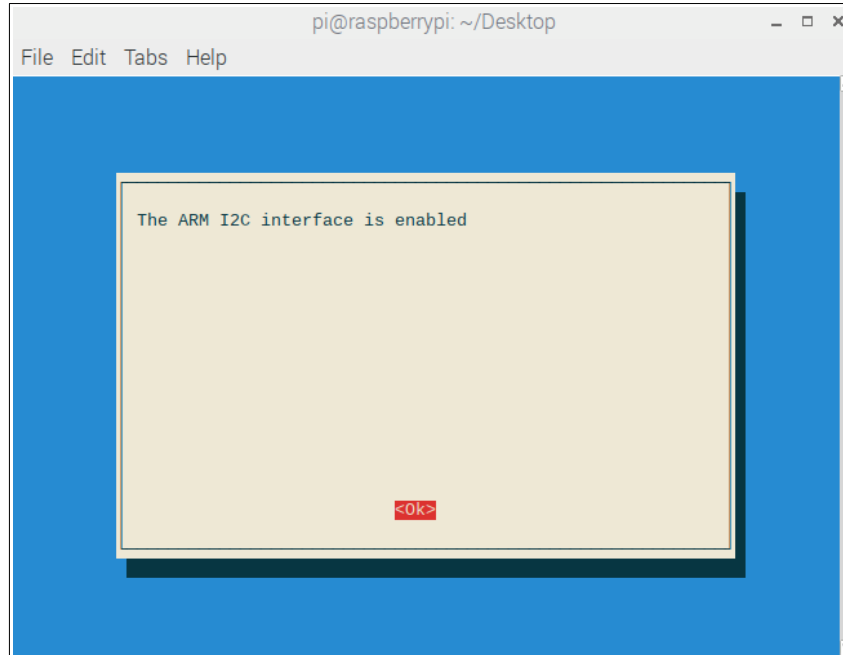 pi@raspberrypi: ~/Desktop
File Edit Tabs Help
The ARM I2C interface is enabled
<Ok>